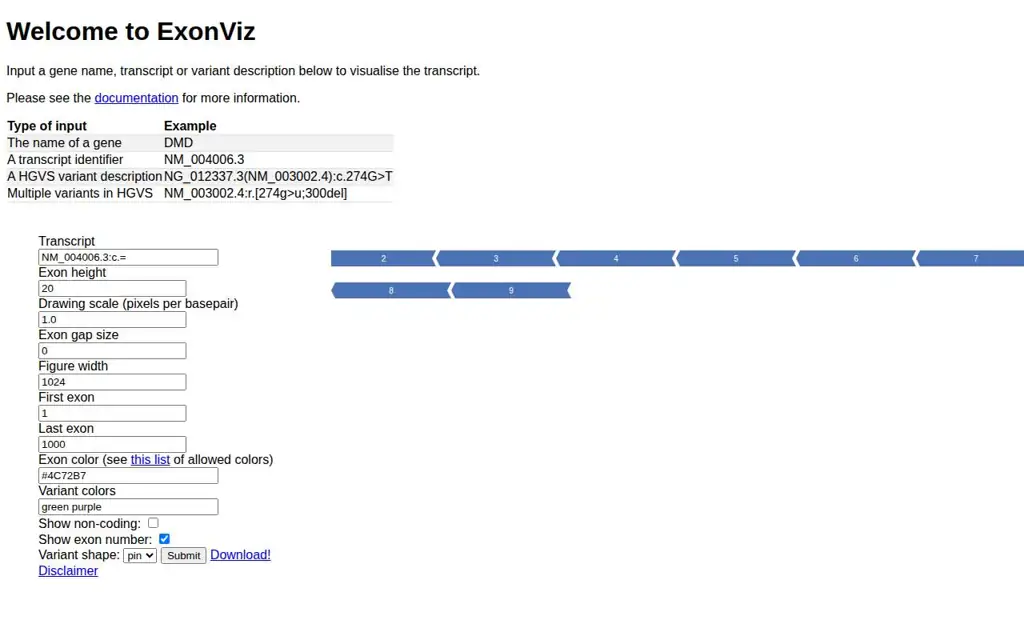 Welcome to ExonViz
Input a gene name, transcript or variant description below to visualise the transcript.
Please see the documentation for more information.
Type of input Example
The name of a gene DMD
A transcript identifier NM_004006.3
A HGVS variant description NG_012337.3(NM_003002.4):c.274G>T
Multiple variants in HGVS NM_003002.4:r.[274g>u;300del]
Transcript
NM_004006.3:c.=
Exon height
20
Drawing scale (pixels per basepair)
1.0
Exon gap size
0
Figure width
1024
First exon
1
Last exon
1000
Exon color (see this list of allowed colors)
#4C72B7
Variant colors
green purple
Show non-coding:
Show exon number:
Variant shape: pin Submit Download!
Disclaimer
2 3 4 5 6 7
8 9